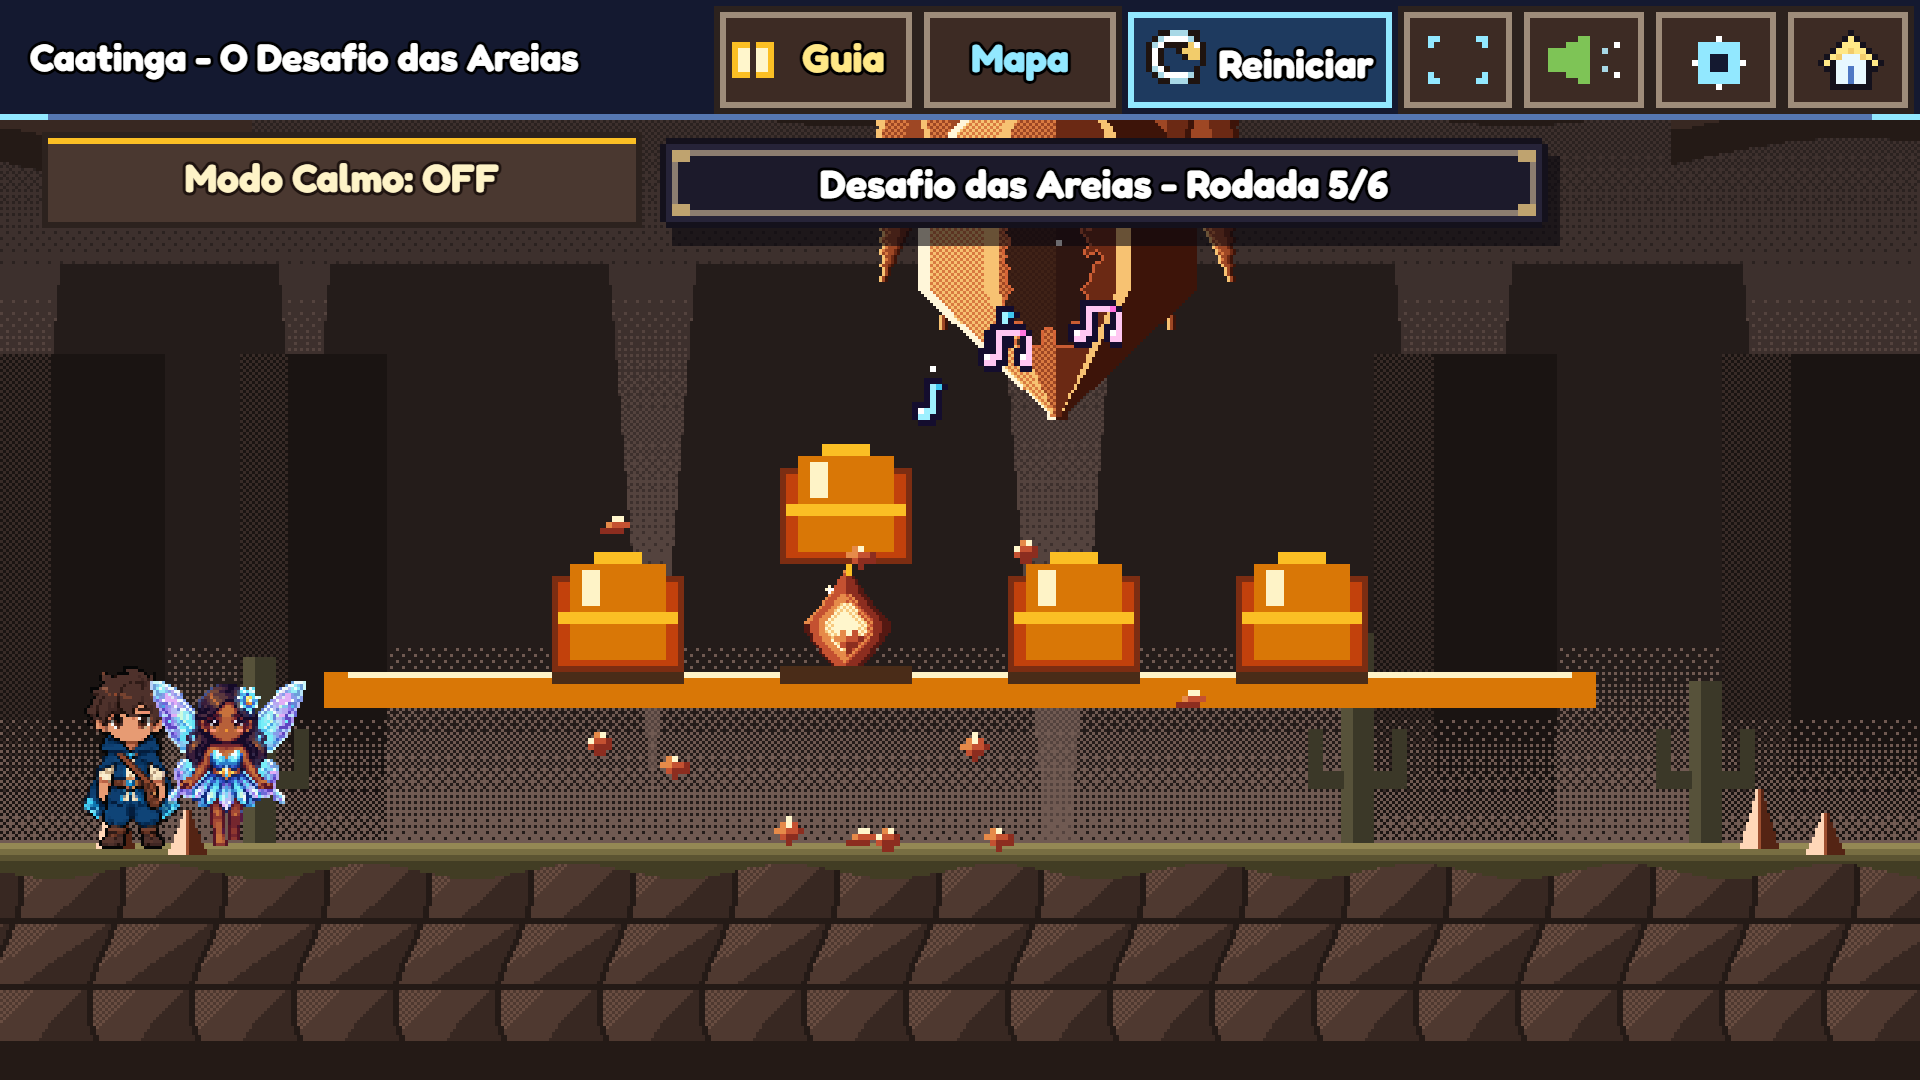 Caatinga - O Desafio das Areias
Guia
Mapa
Reiniciar
Modo Calmo: OFF
Desafio das Areias - Rodada 5/6